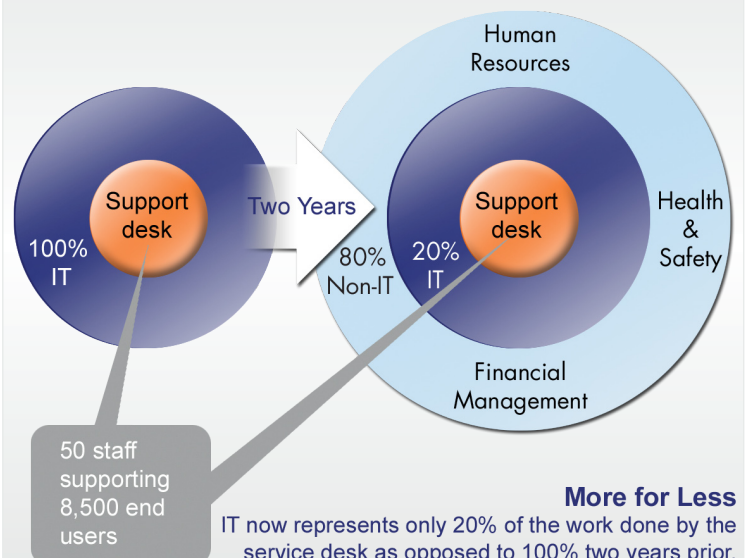 Support
desk
100%
IT
Two Years
Human
Resources
Support
desk
80%
Non-IT
20%
IT
Health
&
Safety
Financial
Management
50 staff
supporting
8,500 end
users
More for Less
IT now represents only 20% of the work done by the
service desk as opposed to 100% two years prior.